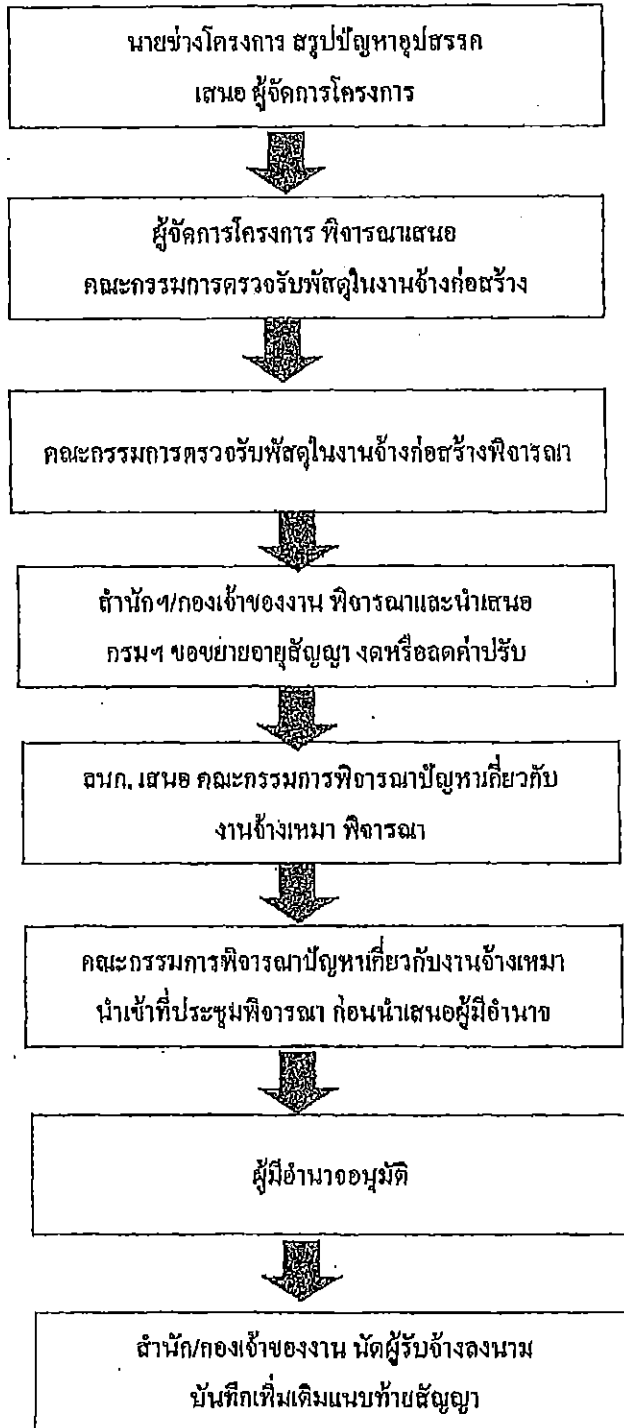 นายช่างโครงการ สรุปปัญหาอุปสรรค
เสนอ ผู้จัดการโครงการ
ผู้จัดการโครงการ พิจารณาเสนอ
คณะกรรมการตรวจรับพัสดุในงานจ้างก่อสร้าง
คณะกรรมการตรวจรับพัสดุในงานจ้างก่อสร้างพิจารณา
สำนักฯ/กองเจ้าของงาน พิจารณาและนำเสนอ
กรมฯ ขอขยายอายุสัญญา งดหรือลดค่าปรับ
ลนก. เสนอ คณะกรรมการพิจารณาปัญหาเกี่ยวกับ
งานจ้างเหมา พิจารณา
คณะกรรมการพิจารณาปัญหาเกี่ยวกับงานจ้างเหมา
นำเข้าที่ประชุมพิจารณา ก่อนนำเสนอผู้มีอำนาจ
ผู้มีอำนาจอนุมัติ
สำนัก/กองเจ้าของงาน นัดผู้รับจ้างลงนาม
บันทึกเพิ่มเติมแนบท้ายสัญญา